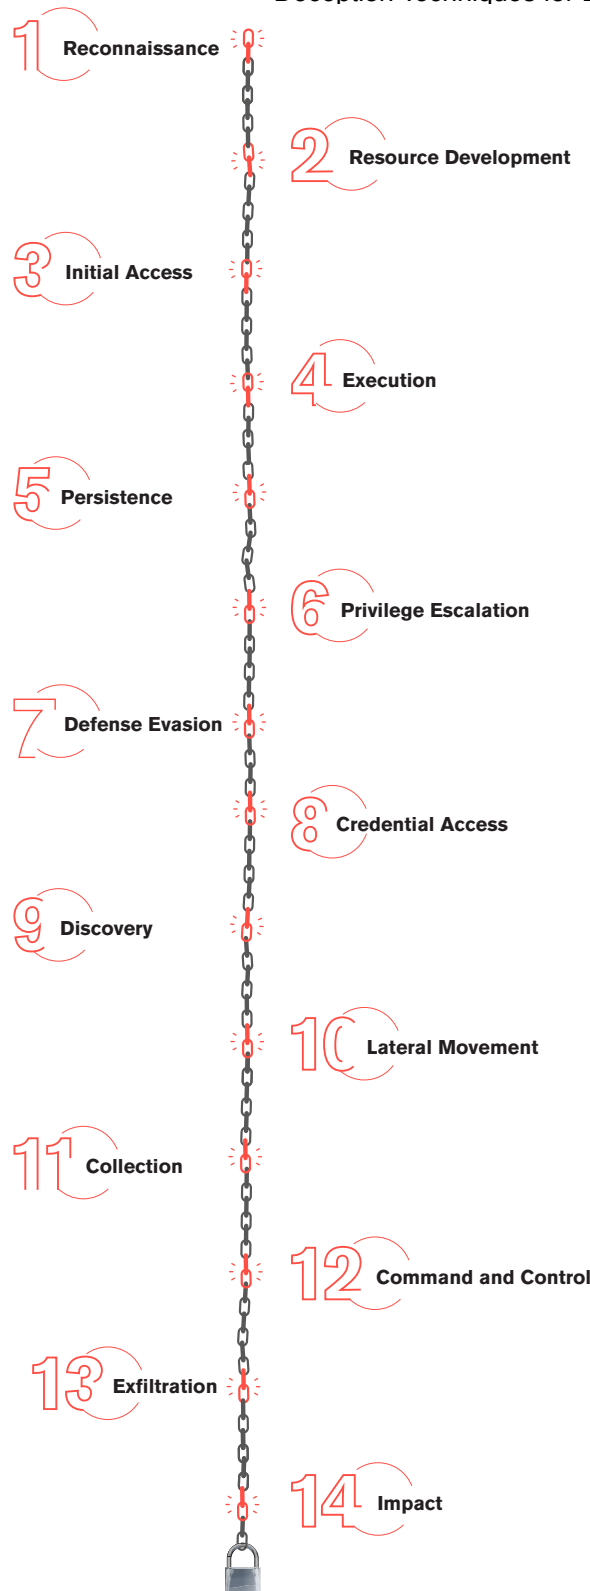 1 Reconnaissance
2 Resource Development
3 Initial Access
4 Execution
5 Persistence
6 Privilege Escalation
7 Defense Evasion
8 Credential Access
9 Discovery
10 Lateral Movement
11 Collection
12 Command and Control
13 Exfiltration
14 Impact